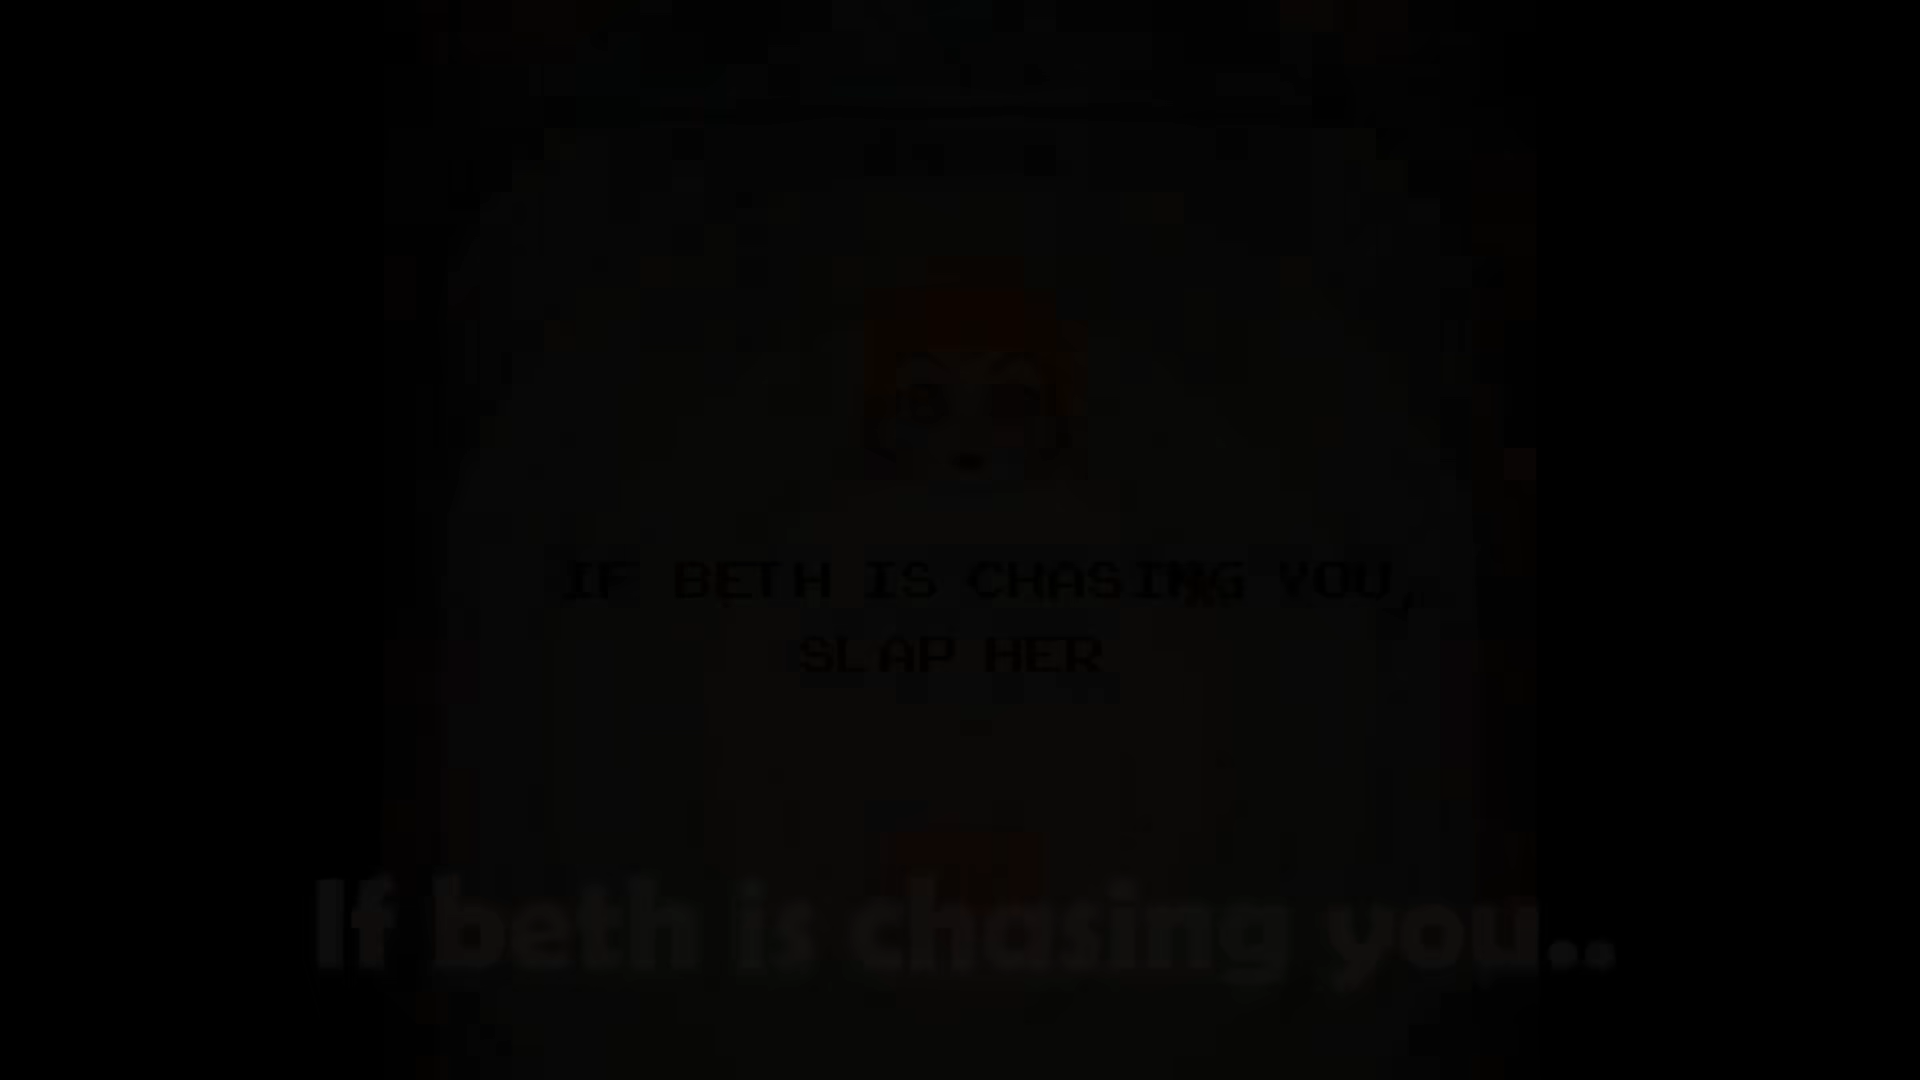 IF BETH IS CHASING YOU,
SLAP HER
If beth is chasing you..